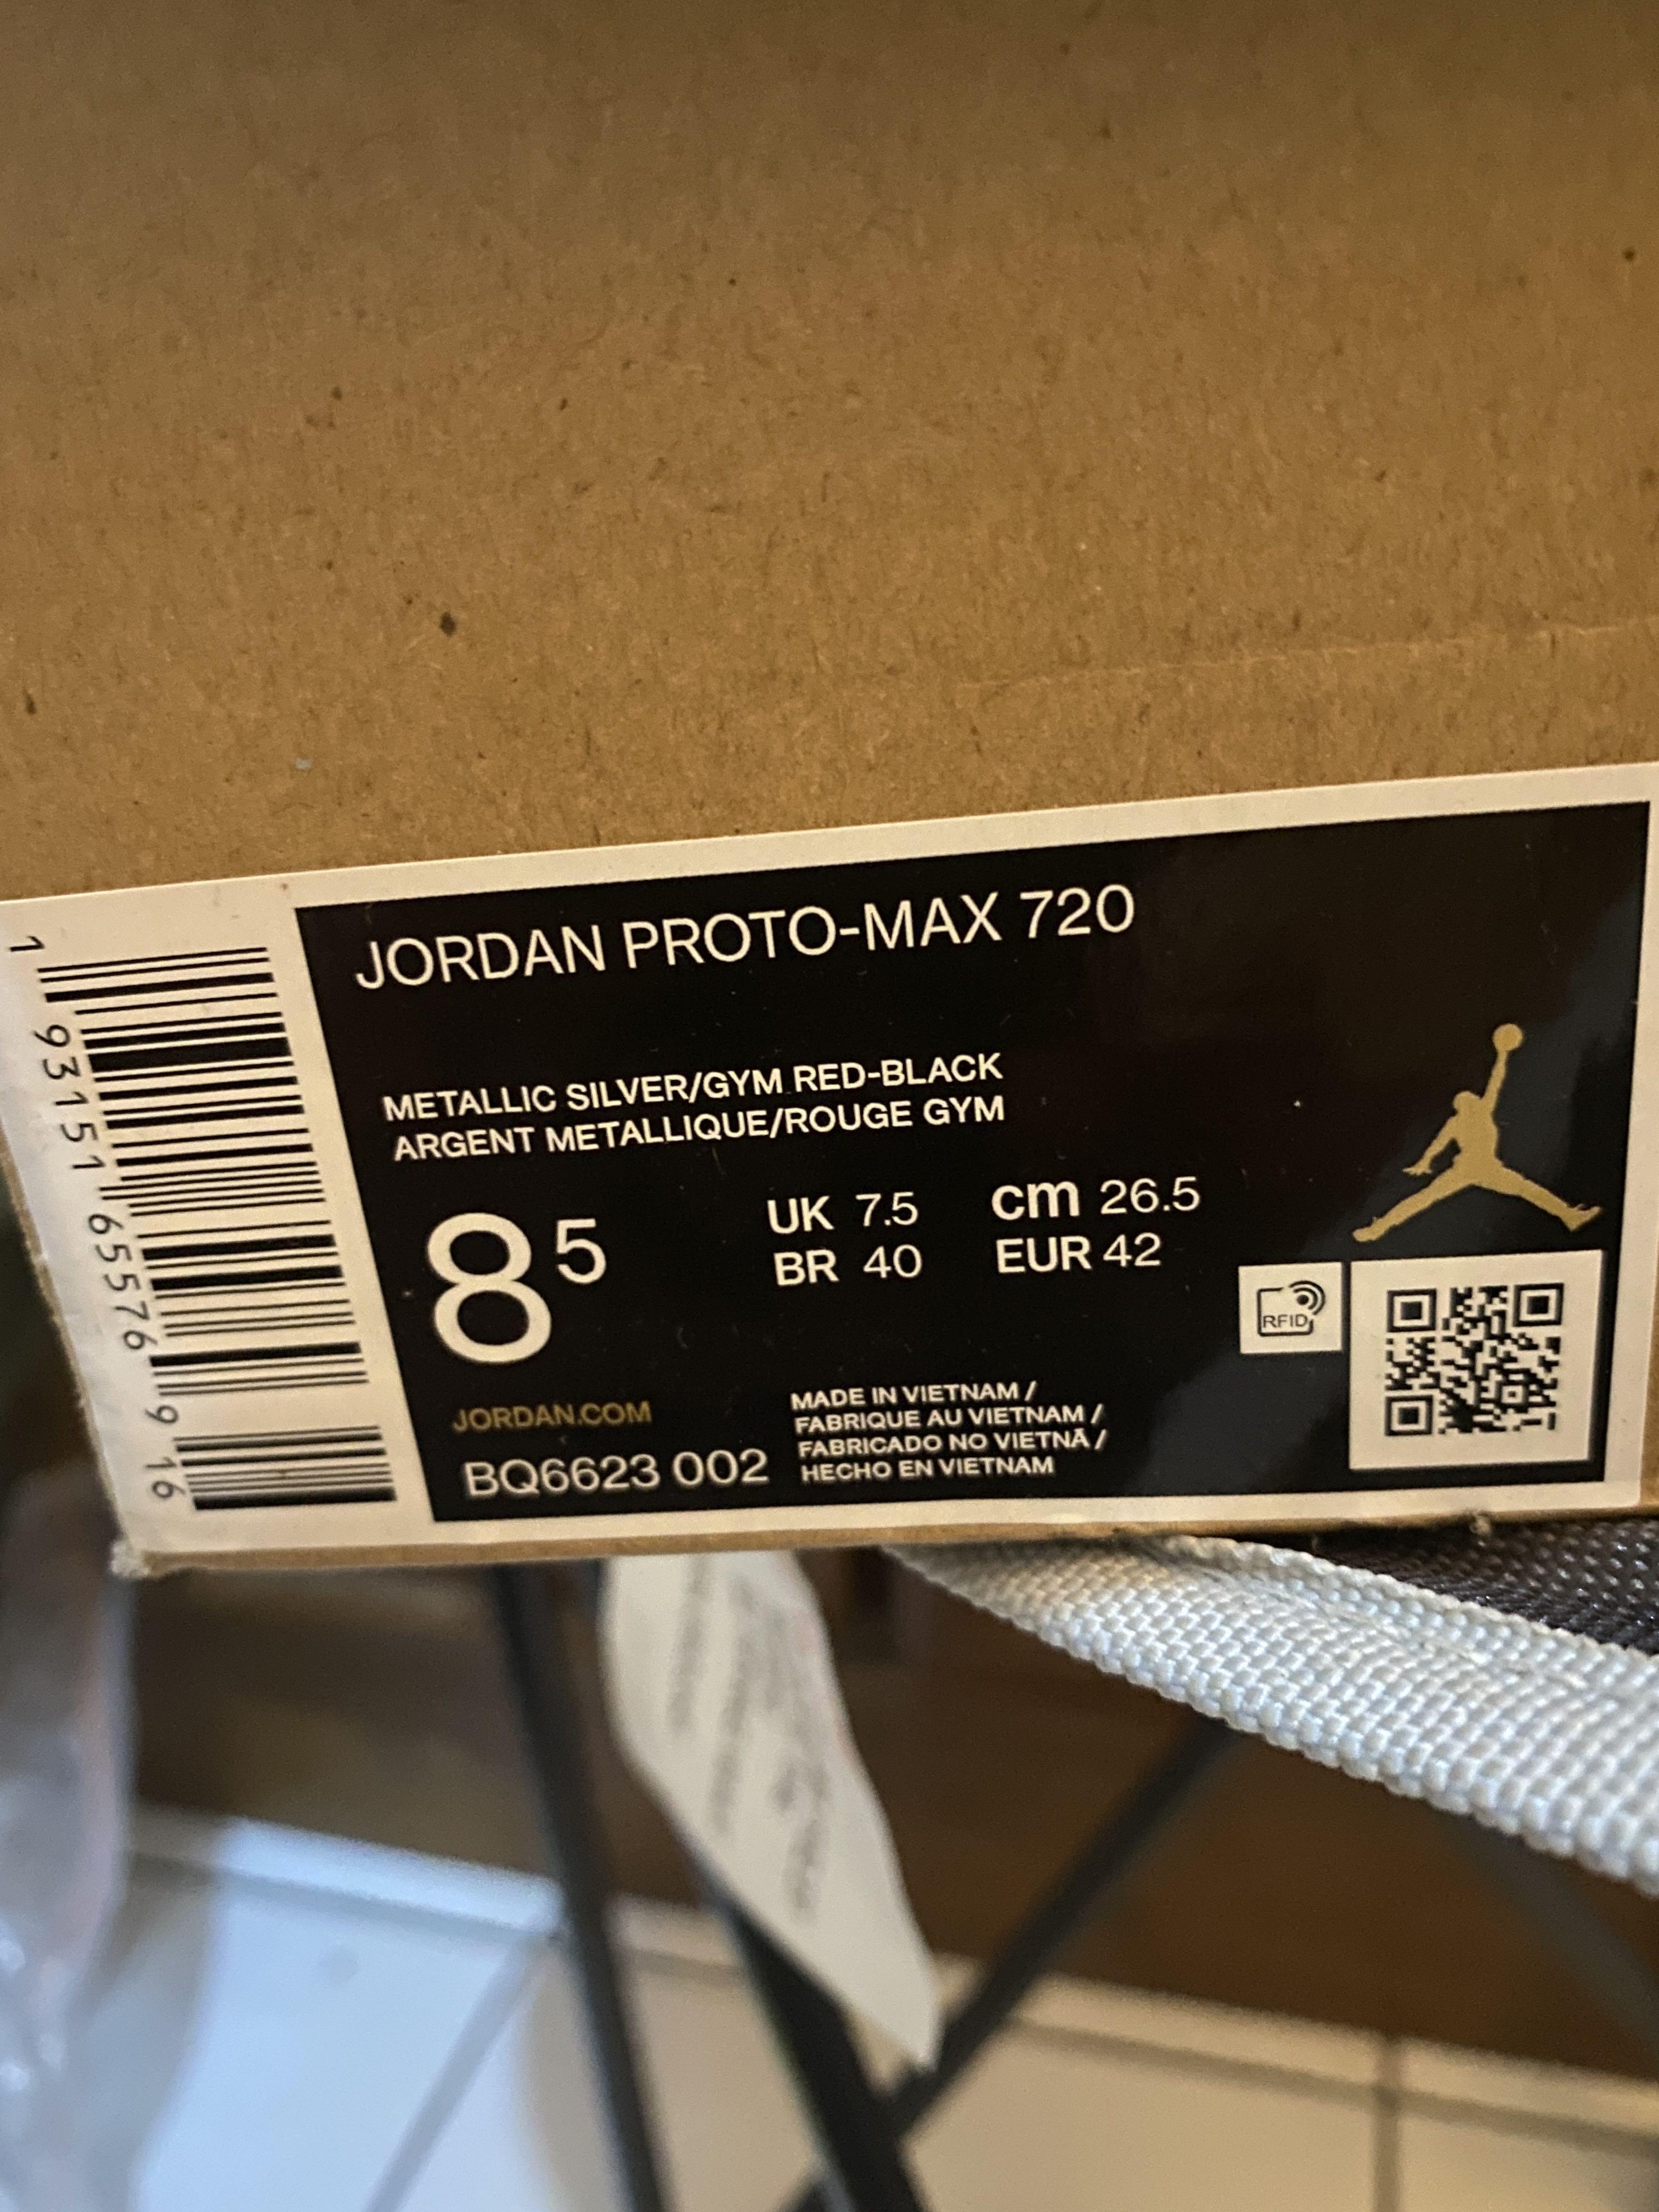 JORDAN PROTO-MAX 720
METALLIC SILVER/GYM RED-BLACK
ARGENT METALLIQUE/ROUGE GYM
8 5
UK 7.5 cm 26.5
BR 40 EUR 42
RFID
JORDAN.COM
BQ6623 002
MADE IN VIETNAM /
FABRIQUE AU VIETNAM /
FABRICADO NO VIETNÃ /
HECHO EN VIETNAM
1 93151 65576 9 16